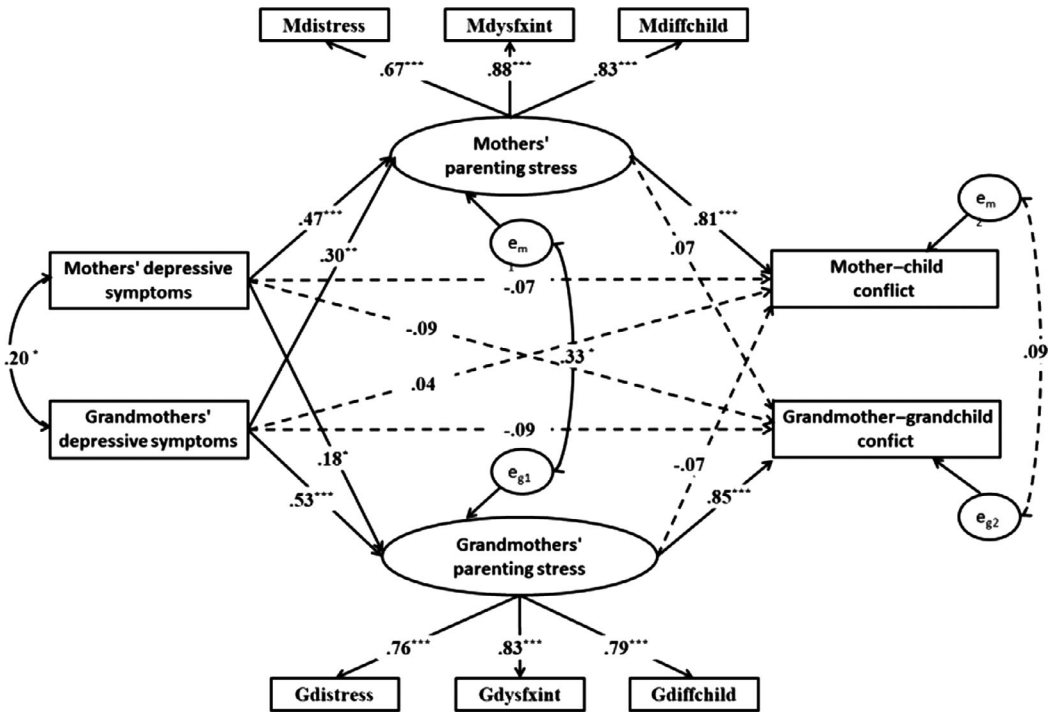 Mdistress Mdysfxint Mdiffchild
.67*** .88*** .83***
Mothers'
parenting stress
.47*** .81***
.30** .07
em
1
em
2
Mothers' depressive
symptoms
Mother–child
conflict
-.07
-.09
.20*
.33*
.09
.04
Grandmothers'
depressive symptoms
Grandmother–grandchild
confict
-.09
.18*
-.07
.53*** .85***
eg1
eg2
Grandmothers'
parenting stress
.76*** .83*** .79***
Gdistress Gdysfxint Gdiffchild